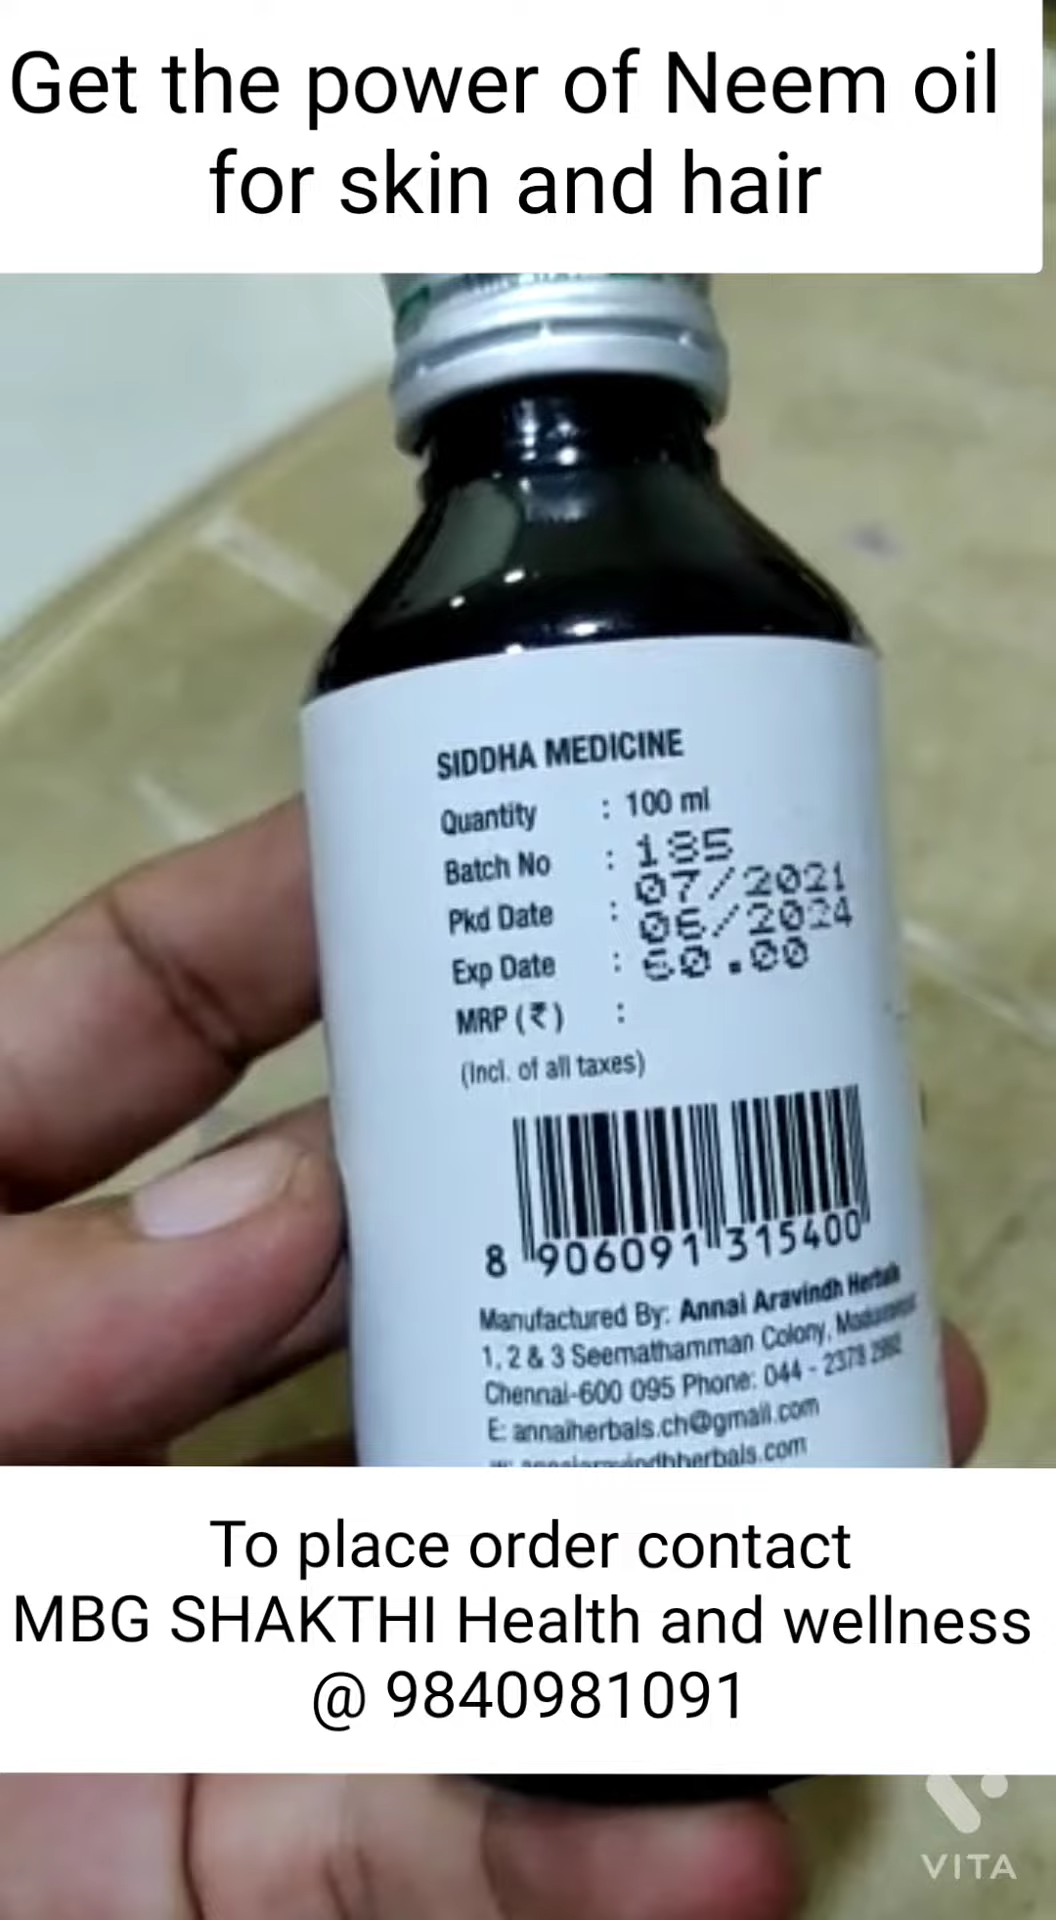 Get the power of Neem oil
for skin and hair
SIDDHA MEDICINE
Quantity : 100 ml
Batch No : 185
Pkd Date : 07/2021
Exp Date : 06/2024
MRP (₹) : 60.00
(Incl. of all taxes)
8 906091 315400
Manufactured By: Annai Aravindh Herbals
1, 2 & 3 Seemathamman Colony,
Chennai-600 095 Phone: 044 - 2378
E: annaiherbals.ch@gmail.com
To place order contact
MBG SHAKTHI Health and wellness
@ 9840981091
VITA